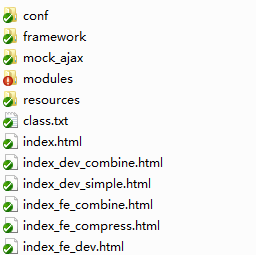 conf
framework
mock_ajax
modules
resources
class.txt
index.html
index_dev_combine.html
index_dev_simple.html
index_fe_combine.html
index_fe_compress.html
index_fe_dev.html